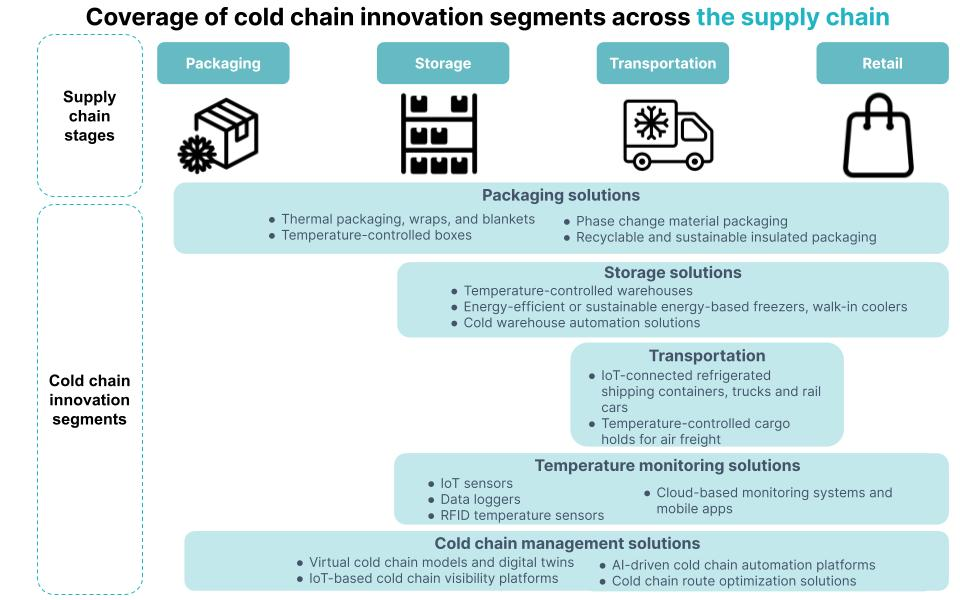 Coverage of cold chain innovation segments across the supply chain
Supply
chain
stages
Packaging
Storage
Transportation
Retail
Cold chain
innovation
segments
Packaging solutions
● Thermal packaging, wraps, and blankets
● Temperature-controlled boxes
● Phase change material packaging
● Recyclable and sustainable insulated packaging
Storage solutions
● Temperature-controlled warehouses
● Energy-efficient or sustainable energy-based freezers, walk-in coolers
● Cold warehouse automation solutions
Transportation
● IoT-connected refrigerated
shipping containers, trucks and rail
cars
● Temperature-controlled cargo
holds for air freight
Temperature monitoring solutions
● IoT sensors
● Data loggers
● RFID temperature sensors
● Cloud-based monitoring systems and
mobile apps
Cold chain management solutions
● Virtual cold chain models and digital twins
● IoT-based cold chain visibility platforms
● AI-driven cold chain automation platforms
● Cold chain route optimization solutions